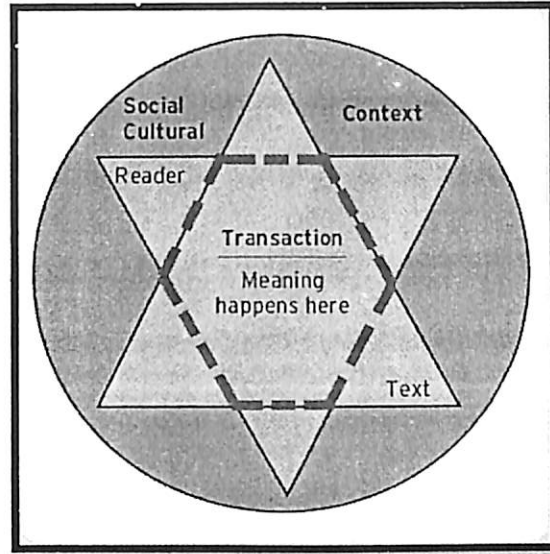 Social
Cultural
Context
Reader
Transaction
Meaning
happens here
Text